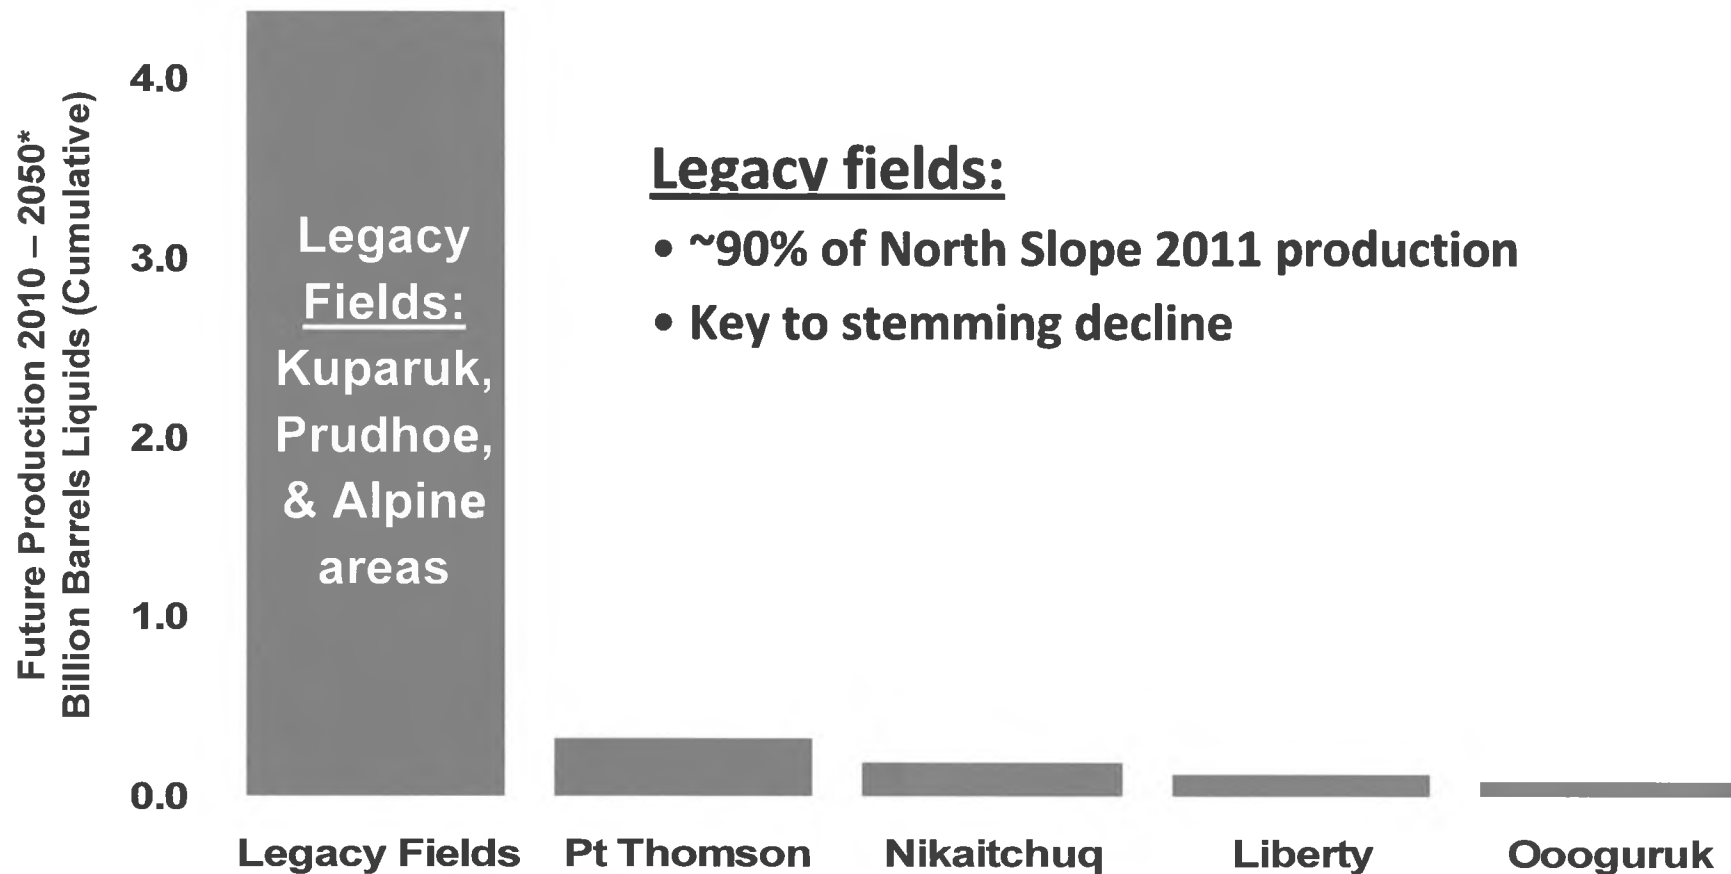 Future Production 2010 – 2050*
Billion Barrels Liquids (Cumulative)
4.0
3.0
2.0
1.0
0.0
Legacy
Fields:
Kuparuk,
Prudhoe,
& Alpine
areas
Legacy fields:
• ~90% of North Slope 2011 production
• Key to stemming decline
Legacy Fields
Pt Thomson
Nikaitchuq
Liberty
Oooguruk